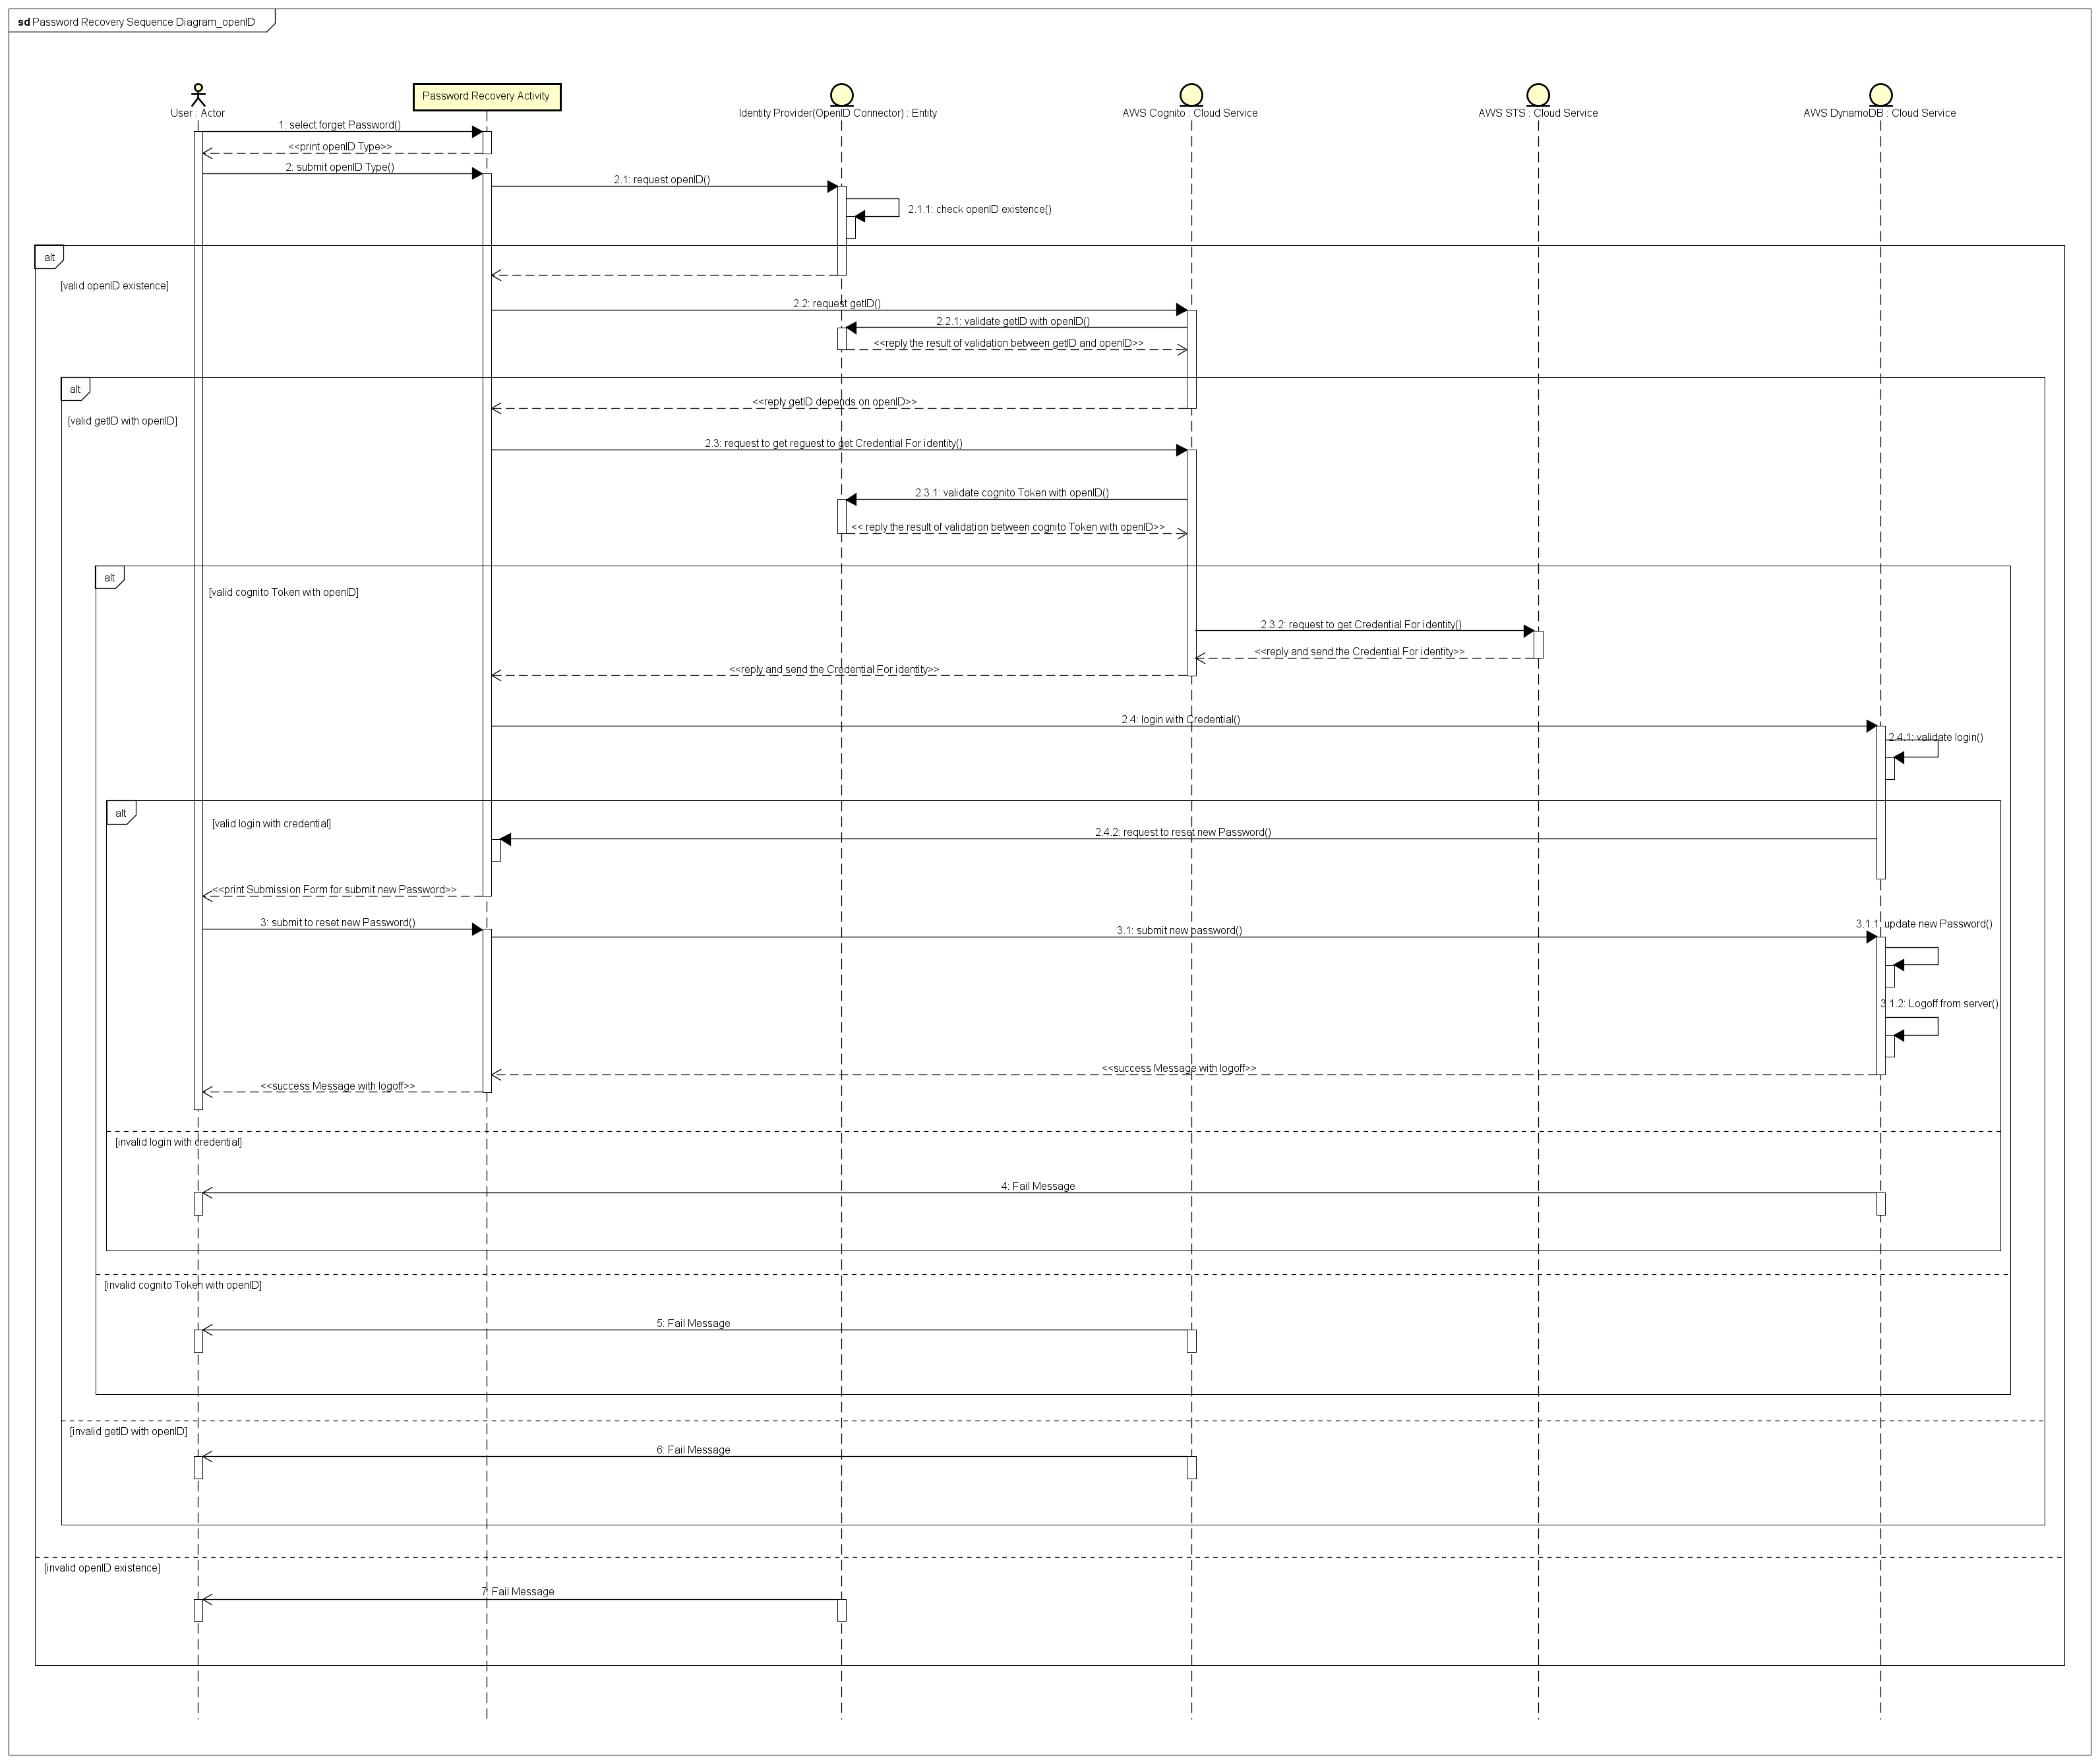 sd Password Recovery Sequence Diagram_openID
User : Actor
Password Recovery Activity
Identity Provider(OpenID Connector) : Entity
AWS Cognito : Cloud Service
AWS STS : Cloud Service
AWS DynamoDB : Cloud Service
1: select forget Password()
<<print openID Type>>
2: submit openID Type()
2.1: request openID()
2.1.1: check openID existence()
alt
[valid openID existence]
2.2: request getID()
2.2.1: validate getID with openID()
<<reply the result of validation between getID and openID>>
alt
<<reply getID depends on openID>>
[valid getID with openID]
2.3: request to get reguest to get Credential For identity()
2.3.1: validate cognito Token with openID()
<< reply the result of validation between cognito Token with openID>>
alt
[valid cognito Token with openID]
2.3.2: request to get Credential For identity()
<<reply and send the Credential For identity>>
<<reply and send the Credential For identity>>
2.4: login with Credential()
2.4.1: validate login()
alt
[valid login with credential]
2.4.2: request to reset new Password()
<<print Submission Form for submit new Password>>
3: submit to reset new Password()
3.1: submit new password()
3.1.1: update new Password()
3.1.2: Logoff from server()
<<success Message with logoff>>
<<success Message with logoff>>
[invalid login with credential]
4: Fail Message
[invalid cognito Token with openID]
5: Fail Message
[invalid getID with openID]
6: Fail Message
[invalid openID existence]
7: Fail Message